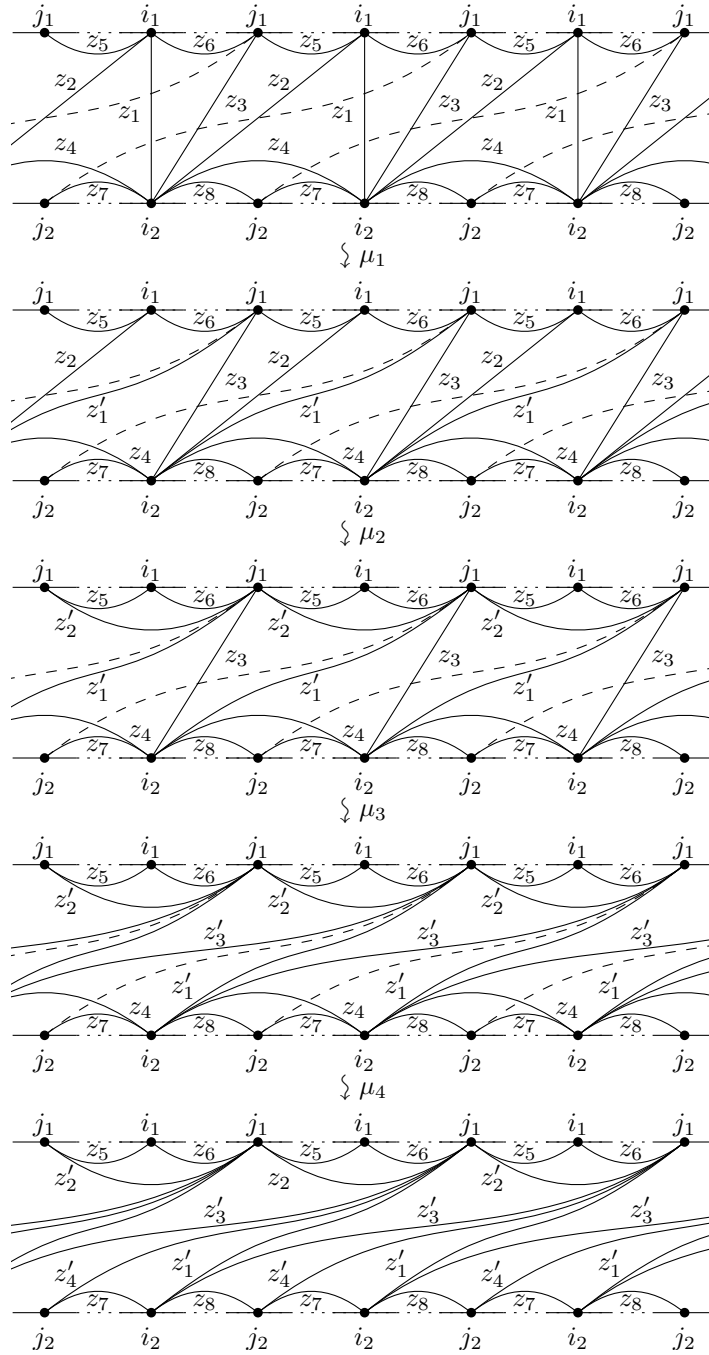 j₁ i₁ j₁ i₁ j₁ i₁ j₁
z₅ z₆ z₅ z₆ z₅ z₆
z₂ z₁ z₃ z₂ z₁ z₃ z₂ z₁ z₃
z₄ z₄ z₄
z₇ z₈ z₇ z₈ z₇ z₈
j₂ i₂ j₂ i₂ j₂ i₂ j₂
μ₁
j₁ i₁ j₁ i₁ j₁ i₁ j₁
z₅ z₆ z₅ z₆ z₅ z₆
z₂ z₃ z₂ z₃ z₂ z₃
z′₁ z′₁ z′₁
z₄ z₄ z₄
z₇ z₈ z₇ z₈ z₇ z₈
j₂ i₂ j₂ i₂ j₂ i₂ j₂
μ₂
j₁ i₁ j₁ i₁ j₁ i₁ j₁
z₅ z₆ z₅ z₆ z₅ z₆
z′₂ z′₂ z′₂
z₃ z₃ z₃
z′₁ z′₁ z′₁
z₄ z₄ z₄
z₇ z₈ z₇ z₈ z₇ z₈
j₂ i₂ j₂ i₂ j₂ i₂ j₂
μ₃
j₁ i₁ j₁ i₁ j₁ i₁ j₁
z₅ z₆ z₅ z₆ z₅ z₆
z′₂ z′₂ z′₂
z′₃ z′₃ z′₃
z′₁ z′₁ z′₁
z₄ z₄ z₄
z₇ z₈ z₇ z₈ z₇ z₈
j₂ i₂ j₂ i₂ j₂ i₂ j₂
μ₄
j₁ i₁ j₁ i₁ j₁ i₁ j₁
z₅ z₆ z₅ z₆ z₅ z₆
z′₂ z₂ z′₂
z′₃ z′₃ z′₃
z′₄ z′₁ z′₄ z′₁ z′₄ z′₁
z₇ z₈ z₇ z₈ z₇ z₈
j₂ i₂ j₂ i₂ j₂ i₂ j₂